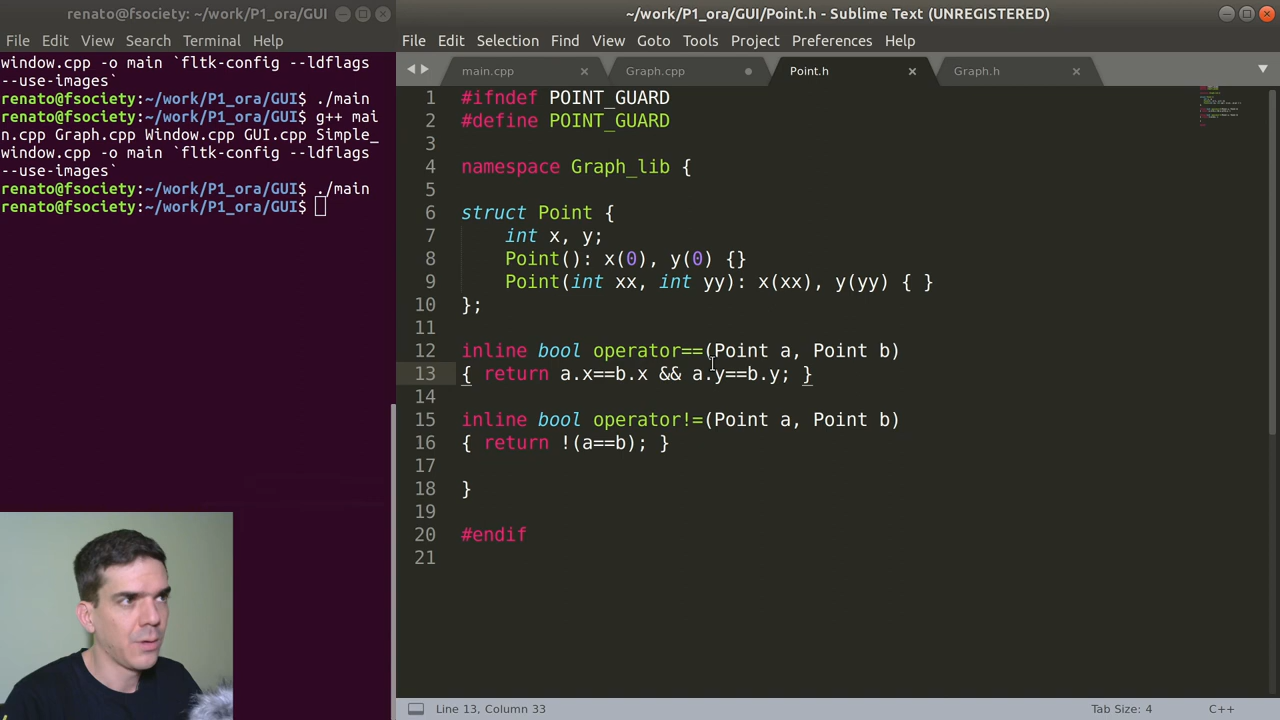 renato@fsociety: ~/work/P1_ora/GUI
File Edit View Search Terminal Help
window.cpp -o main `fltk-config --ldflags
--use-images`
renato@fsociety:~/work/P1_ora/GUI$ ./main
renato@fsociety:~/work/P1_ora/GUI$ g++ mai
n.cpp Graph.cpp Window.cpp GUI.cpp Simple_
window.cpp -o main `fltk-config --ldflags
--use-images`
renato@fsociety:~/work/P1_ora/GUI$ ./main
renato@fsociety:~/work/P1_ora/GUI$
~/work/P1_ora/GUI/Point.h - Sublime Text (UNREGISTERED)
File Edit Selection Find View Goto Tools Project Preferences Help
main.cpp Graph.cpp Point.h Graph.h
1 #ifndef POINT_GUARD
2 #define POINT_GUARD
3
4 namespace Graph_lib {
5
6 struct Point {
7 int x, y;
8 Point(): x(0), y(0) {}
9 Point(int xx, int yy): x(xx), y(yy) { }
10 };
11
12 inline bool operator==(Point a, Point b)
13 { return a.x==b.x && a.y==b.y; }
14
15 inline bool operator!=(Point a, Point b)
16 { return !(a==b); }
17
18 }
19
20 #endif
21
Line 13, Column 33 Tab Size: 4 C++